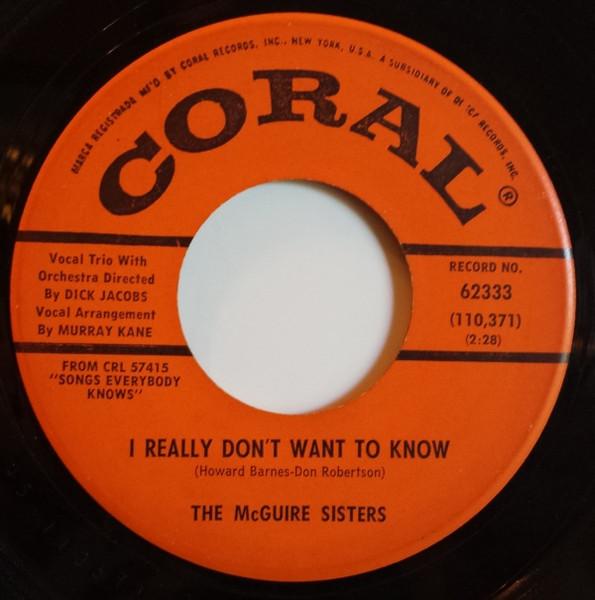 MARCA REGISTRADA MF'D BY CORAL RECORDS, INC., NEW YORK, U.S.A. A SUBSIDIARY OF RECORDS, INC.
CORAL ®
Vocal Trio With
Orchestra Directed
By DICK JACOBS
Vocal Arrangement
By MURRAY KANE
RECORD NO.
62333
(110,371)
(2:28)
FROM CRL 57415
"SONGS EVERYBODY
KNOWS"
I REALLY DON'T WANT TO KNOW
(Howard Barnes-Don Robertson)
THE McGUIRE SISTERS